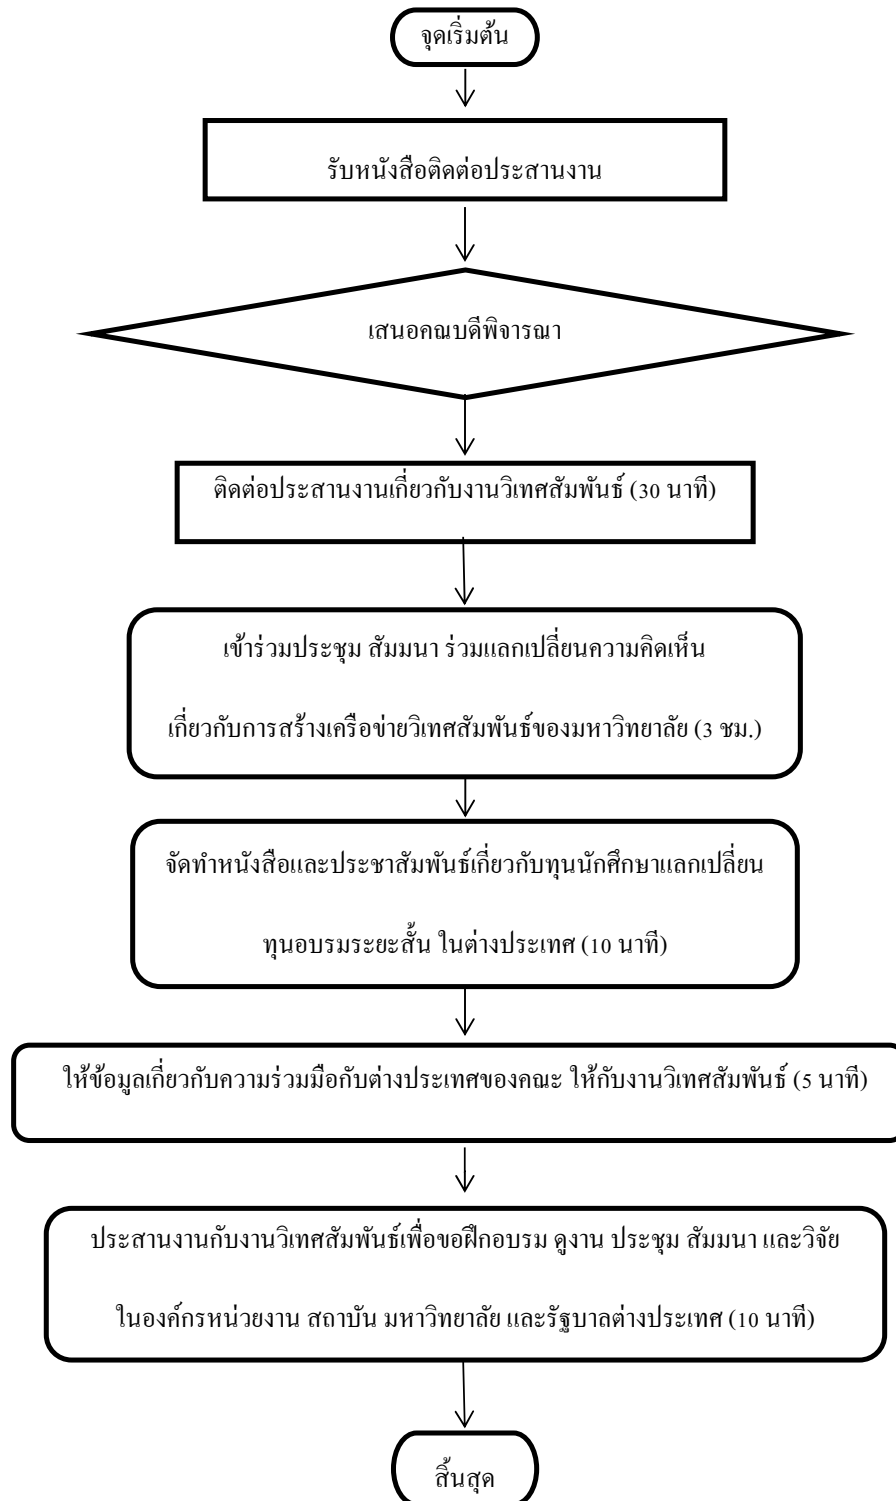 จุดเริ่มต้น
รับหนังสือติดต่อประสานงาน
เสนอคณบดีพิจารณา
ติดต่อประสานงานเกี่ยวกับงานวิเทศสัมพันธ์ (30 นาที)
เข้าร่วมประชุม สัมมนา ร่วมแลกเปลี่ยนความคิดเห็น
เกี่ยวกับการสร้างเครือข่ายวิเทศสัมพันธ์ของมหาวิทยาลัย (3 ชม.)
จัดทำหนังสือและประชาสัมพันธ์เกี่ยวกับทุนนักศึกษาแลกเปลี่ยน
ทุนอบรมระยะสั้น ในต่างประเทศ (10 นาที)
ให้ข้อมูลเกี่ยวกับความร่วมมือกับต่างประเทศของคณะ ให้กับงานวิเทศสัมพันธ์ (5 นาที)
ประสานงานกับงานวิเทศสัมพันธ์เพื่อขอฝึกอบรม ดูงาน ประชุม สัมมนา และวิจัย
ในองค์กรหน่วยงาน สถาบัน มหาวิทยาลัย และรัฐบาลต่างประเทศ (10 นาที)
สิ้นสุด